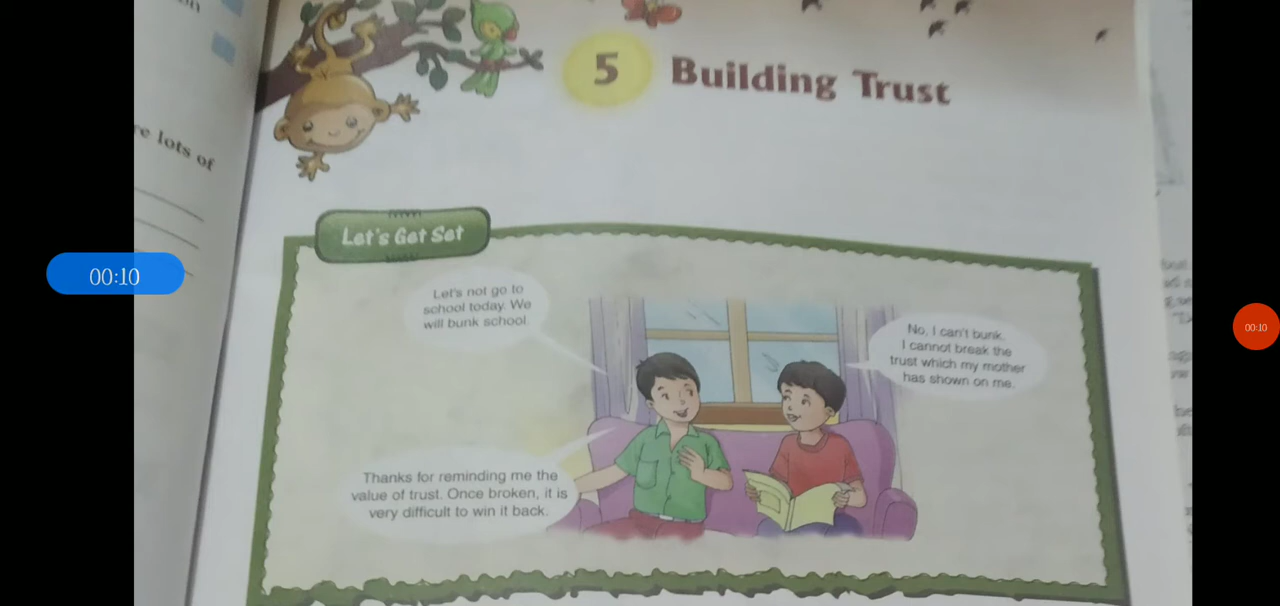 re lots of
5 Building Trust
Let's Get Set
Let's not go to
school today. We
will bunk school.
No, I can't bunk.
I cannot break the
trust which my mother
has shown on me.
Thanks for reminding me the
value of trust. Once broken, it is
very difficult to win it back.
00:10
00:10